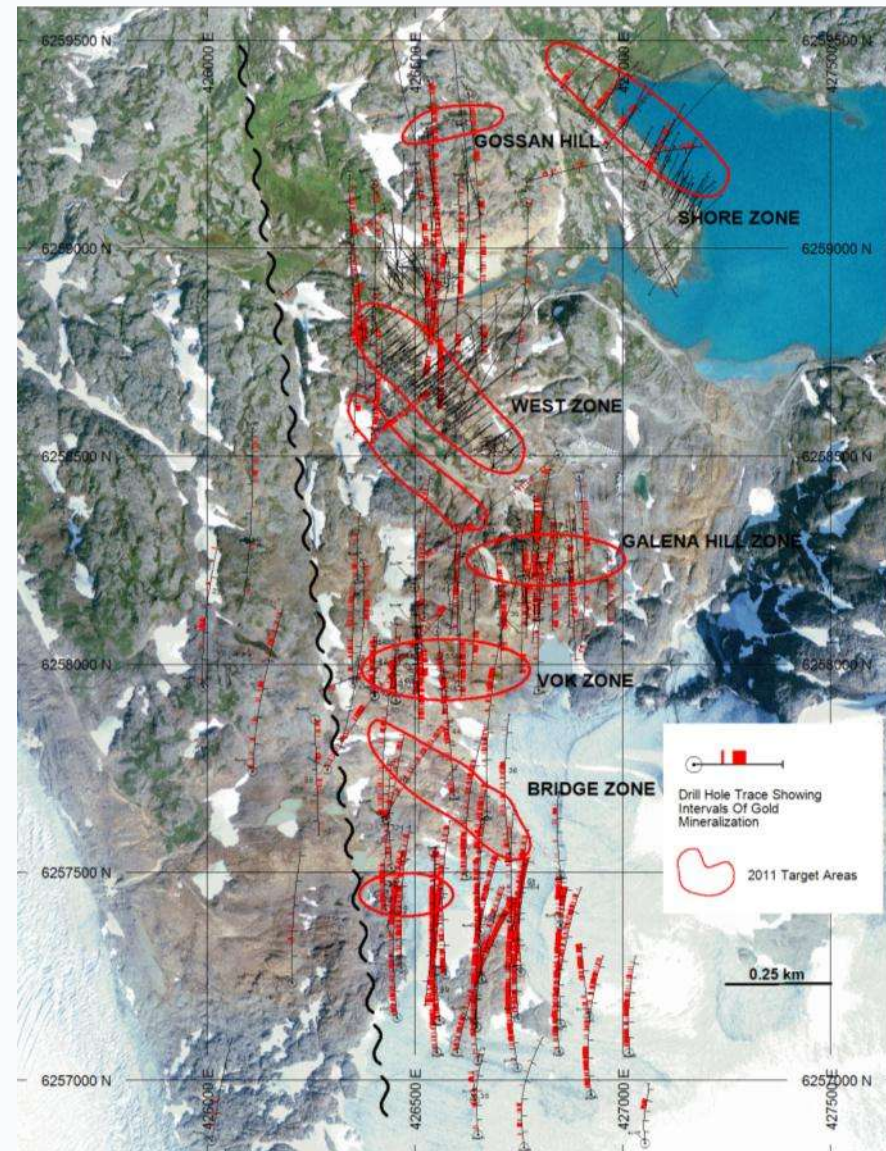 426000 E
426500 E
427000 E
427500 E
6259500 N
6259500 N
GOSSAN HILL
SHORE ZONE
6259000 N
6259000 N
WEST ZONE
6258500 N
6258500 N
GALENA HILL ZONE
6258000 N
6258000 N
VOK ZONE
BRIDGE ZONE
Drill Hole Trace Showing
Intervals Of Gold
Mineralization
2011 Target Areas
6257500 N
6257500 N
0.25 km
6257000 N
6257000 N
426500 E
427000 E
427500 E